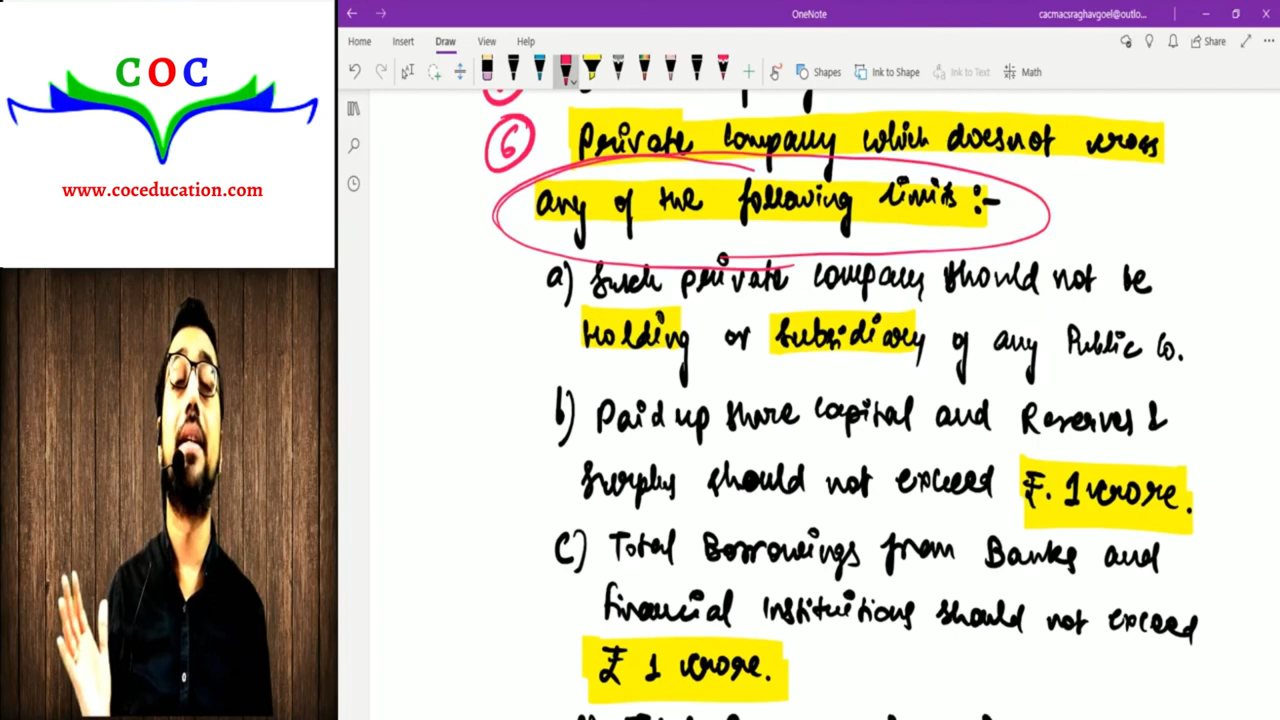 COC
www.coceducation.com
OneNote
cacmacsraghavgoel@outlo...
Home Insert Draw View Help
Share
Shapes
Ink to Shape
Ink to Text
Math
6
Private Company which does not cross
any of the following limits :-
a) Such private company should not be
Holding or Subsidiary of any Public Co.
b) Paid up share capital and Reserves &
Surplus should not exceed ₹. 1 crore.
c) Total Borrowings from Banks and
Financial Instituitions should not exceed
₹ 1 crore.